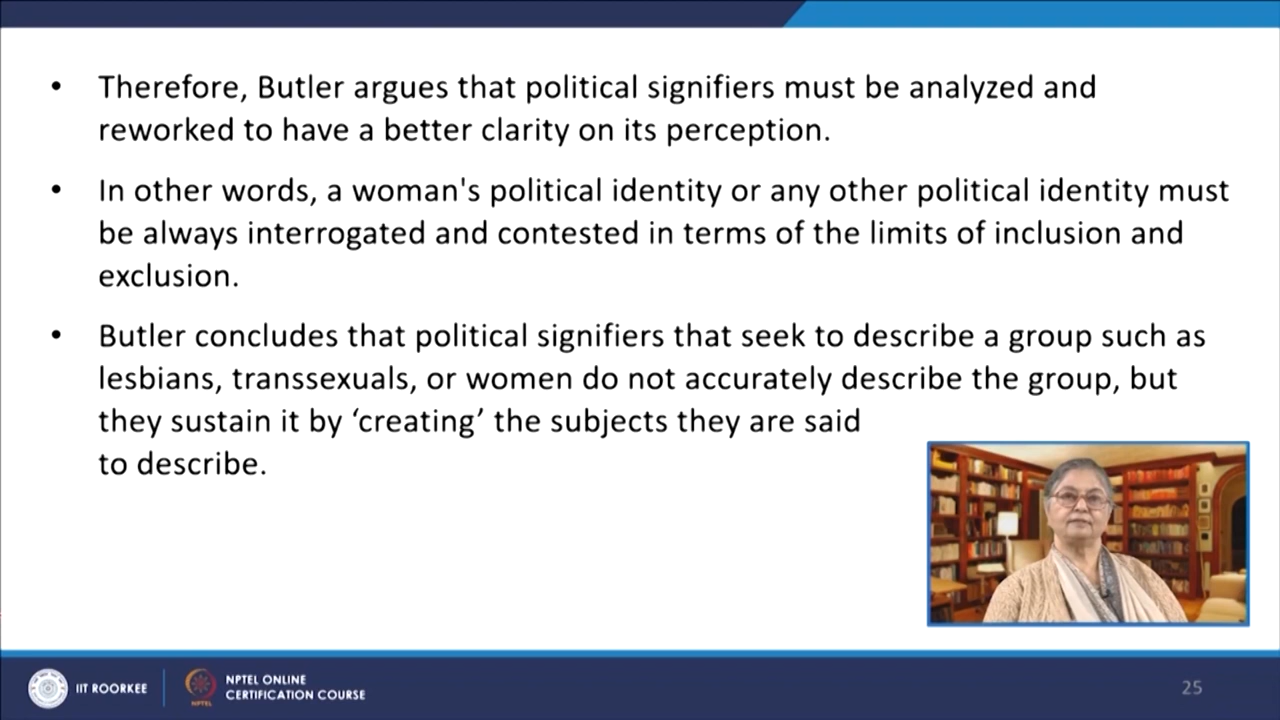 • Therefore, Butler argues that political signifiers must be analyzed and
reworked to have a better clarity on its perception.
• In other words, a woman's political identity or any other political identity must
be always interrogated and contested in terms of the limits of inclusion and
exclusion.
• Butler concludes that political signifiers that seek to describe a group such as
lesbians, transsexuals, or women do not accurately describe the group, but
they sustain it by ‘creating’ the subjects they are said
to describe.
IIT ROORKEE
NPTEL
NPTEL ONLINE
CERTIFICATION COURSE
25